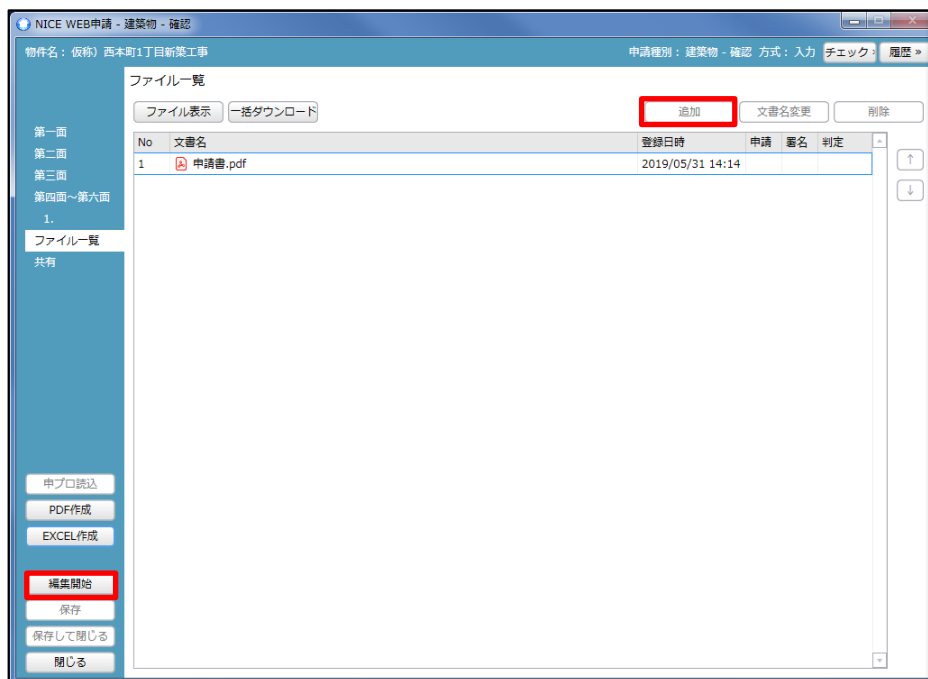 NICE WEB申請 - 建築物 - 確認
物件名： 仮称）西本町1丁目新築工事
申請種別：建築物 - 確認 方式：入力 チェック 履歴 »
ファイル一覧
ファイル表示 一括ダウンロード 追加 文書名変更 削除
No 文書名 登録日時 申請 署名 判定
1 申請書.pdf 2019/05/31 14:14
↑
↓
第一面
第二面
第三面
第四面～第六面
1.
ファイル一覧
共有
申プロ読込
PDF作成
EXCEL作成
編集開始
保存
保存して閉じる
閉じる